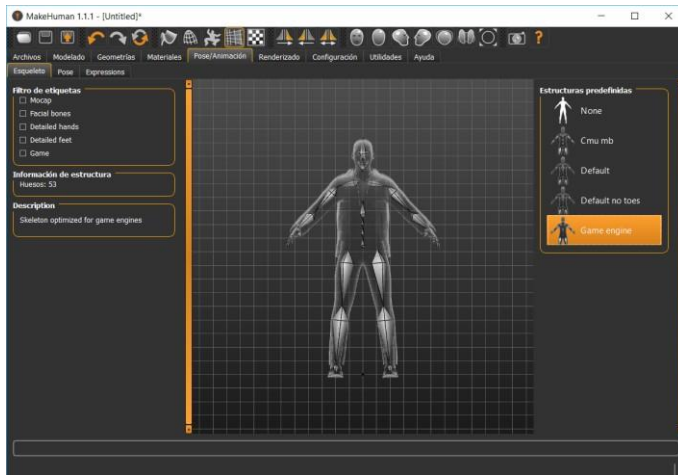 MakeHuman 1.1.1 - [Untitled]*
Archivos Modelado Geometrías Materiales Pose/Animación Renderizado Configuración Utilidades Ayuda
Esqueleto Pose Expressions
Filtro de etiquetas
Mocap
Facial bones
Detailed hands
Detailed feet
Game
Información de estructura
Huesos: 53
Description
Skeleton optimized for game engines
Estructuras predefinidas
None
Cmu mb
Default
Default no toes
Game engine